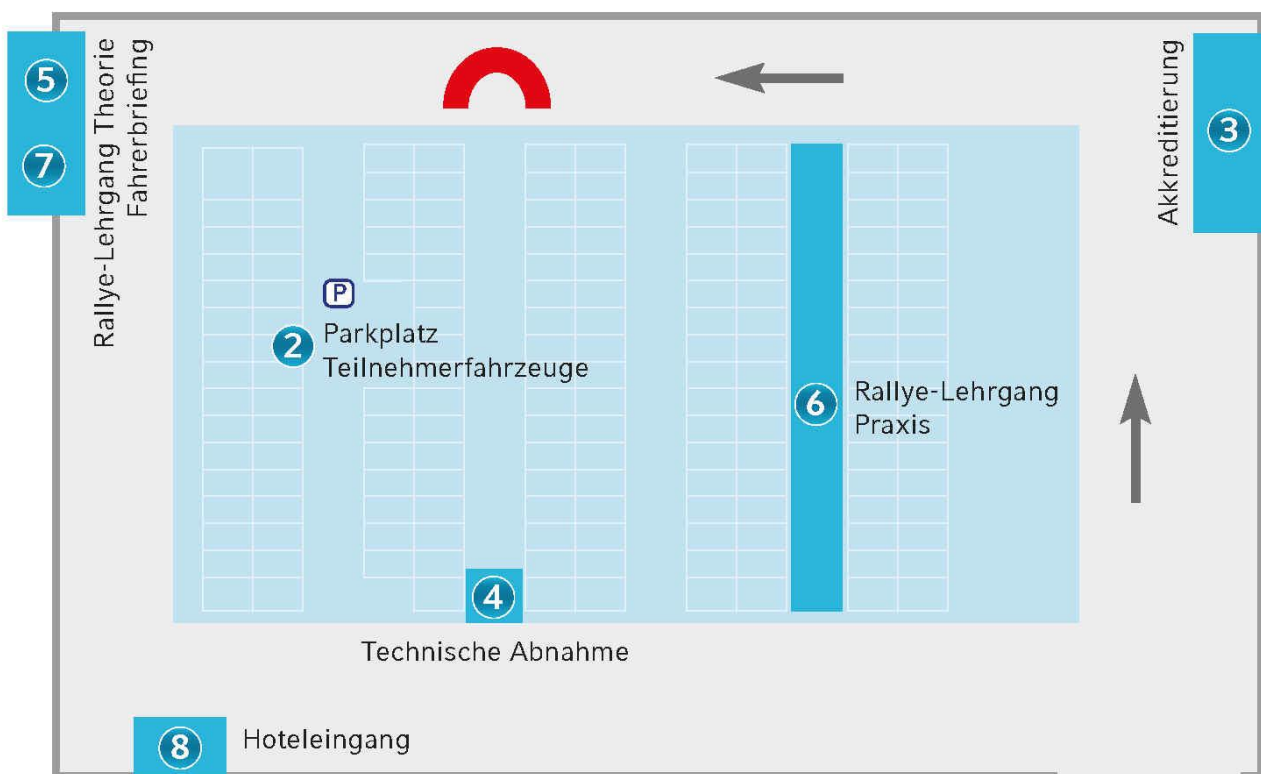 5
7
Rallye-Lehrgang Theorie
Fahrerbriefing
Akkreditierung
3
P
2
Parkplatz
Teilnehmerfahrzeuge
6
Rallye-Lehrgang
Praxis
4
Technische Abnahme
8
Hoteleingang